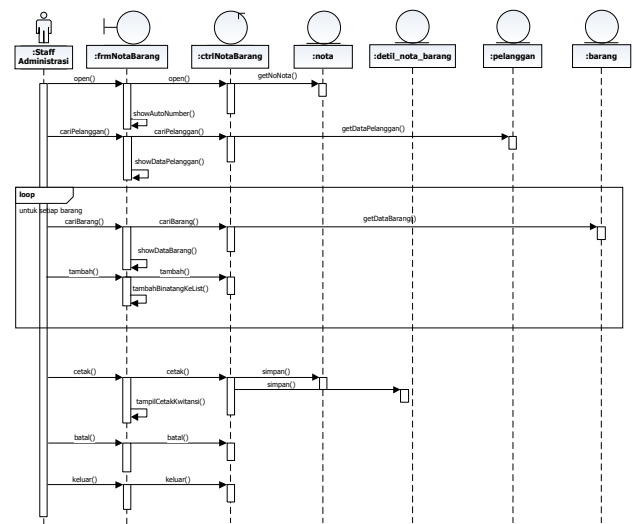 :Staff
Administrasi
:frmNotaBarang
:ctrlNotaBarang
:nota
:detil_nota_barang
:pelanggan
:barang
open()
open()
getNoNota()
showAutoNumber()
cariPelanggan()
cariPelanggan()
getDataPelanggan()
showDataPelanggan()
loop
untuk setiap barang
cariBarang()
cariBarang()
getDataBarang()
showDataBarang()
tambah()
tambah()
tambahBinatangKeList()
cetak()
cetak()
simpan()
simpan()
tampilCetakKwitansi()
batal()
batal()
keluar()
keluar()